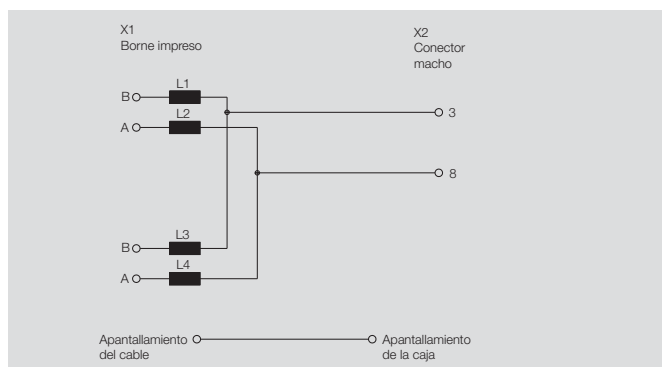 X1
Borne impreso
X2
Conector
macho
B
L1
3
A
L2
8
B
L3
A
L4
Apantallamiento
del cable
Apantallamiento
de la caja